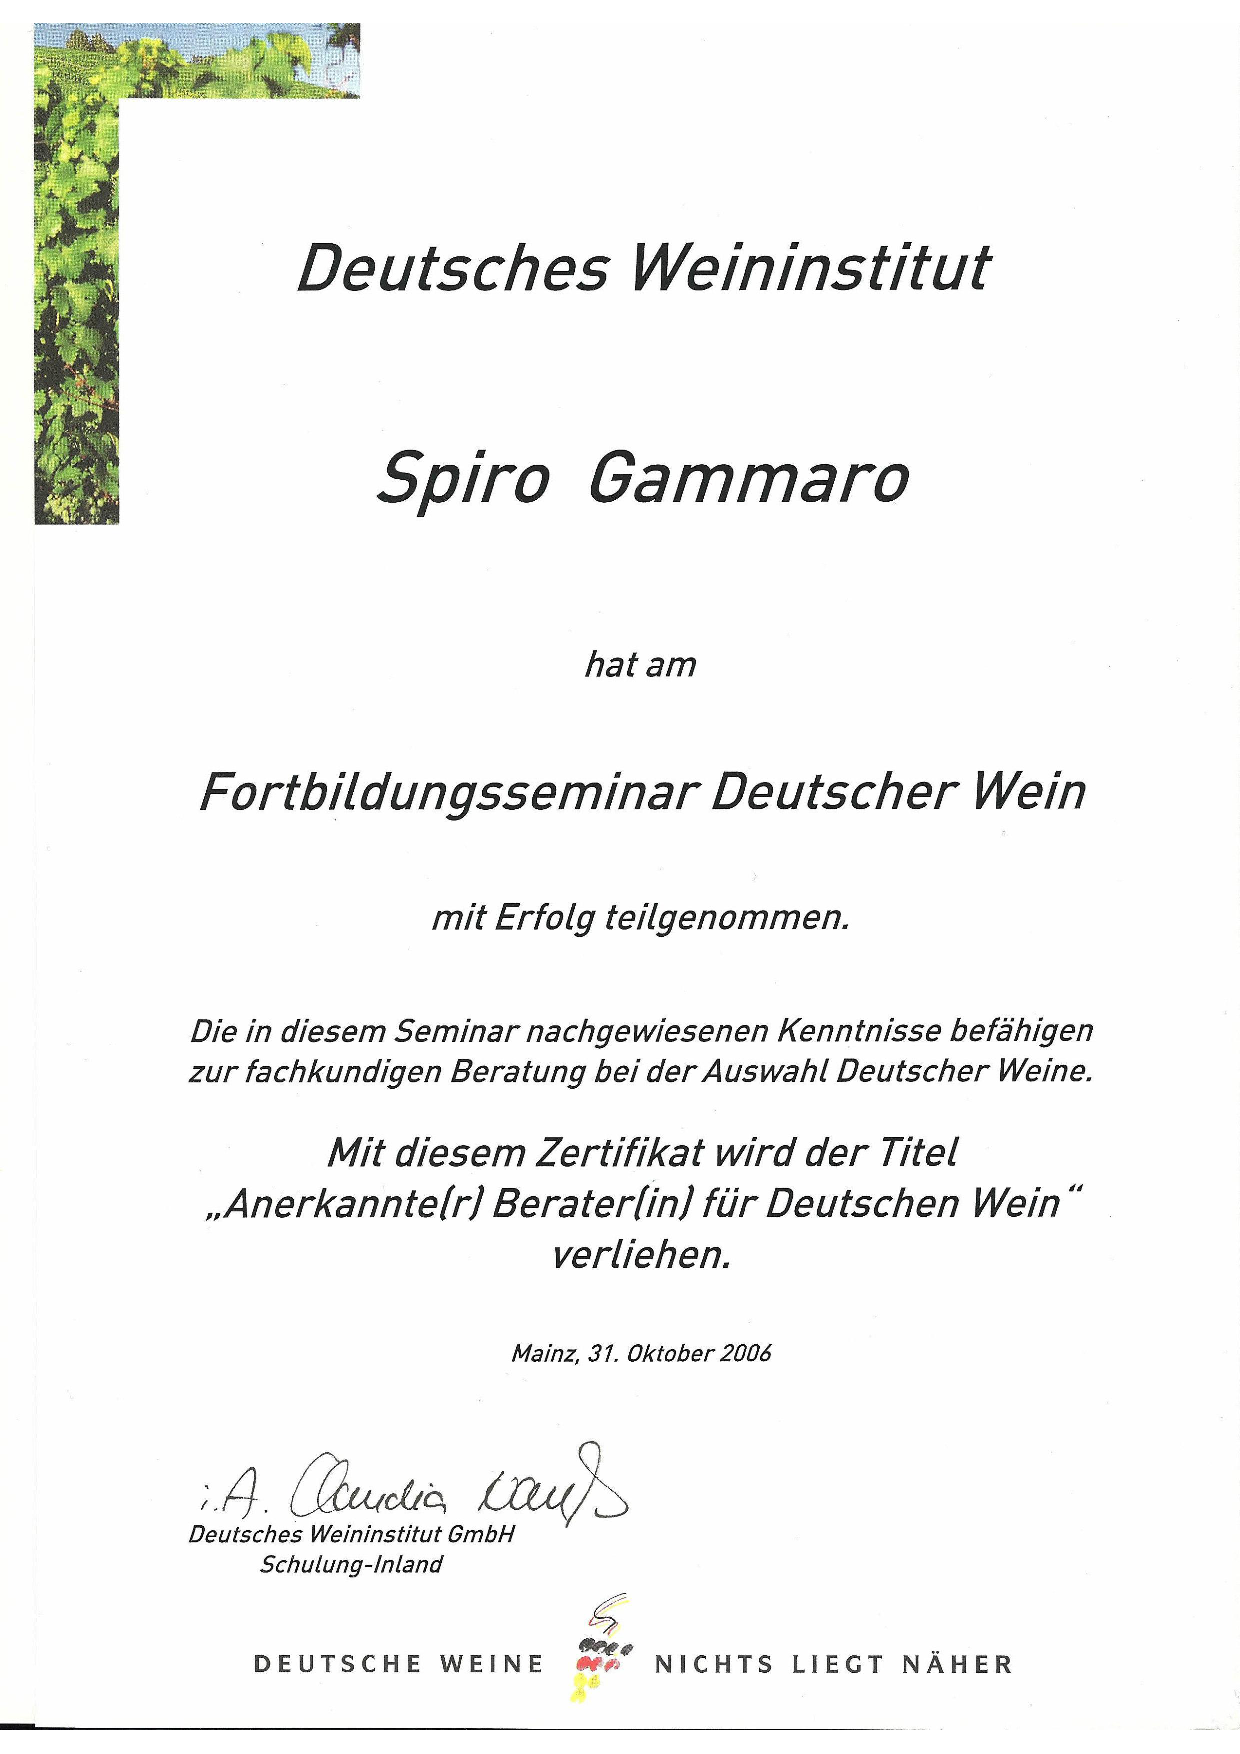 Deutsches Weininstitut
Spiro Gammaro
hat am
Fortbildungsseminar Deutscher Wein
mit Erfolg teilgenommen.
Die in diesem Seminar nachgewiesenen Kenntnisse befähigen
zur fachkundigen Beratung bei der Auswahl Deutscher Weine.
Mit diesem Zertifikat wird der Titel
„Anerkannte(r) Berater(in) für Deutschen Wein“
verliehen.
Mainz, 31. Oktober 2006
i.A. Claudia
Deutsches Weininstitut GmbH
Schulung-Inland
DEUTSCHE WEINE NICHTS LIEGT NÄHER